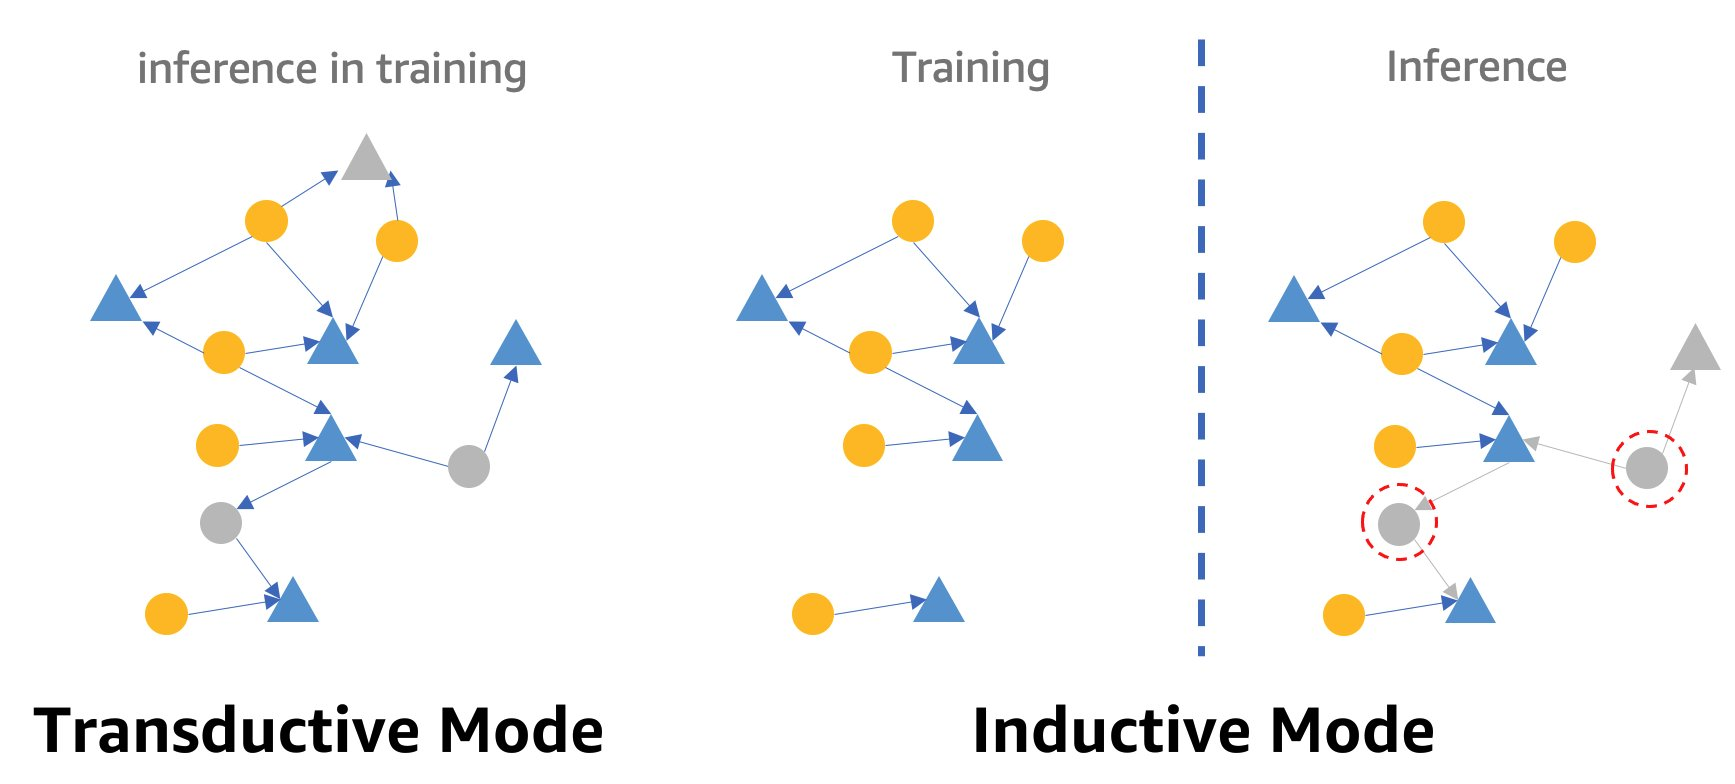 inference in training
Training
Inference
Transductive Mode
Inductive Mode